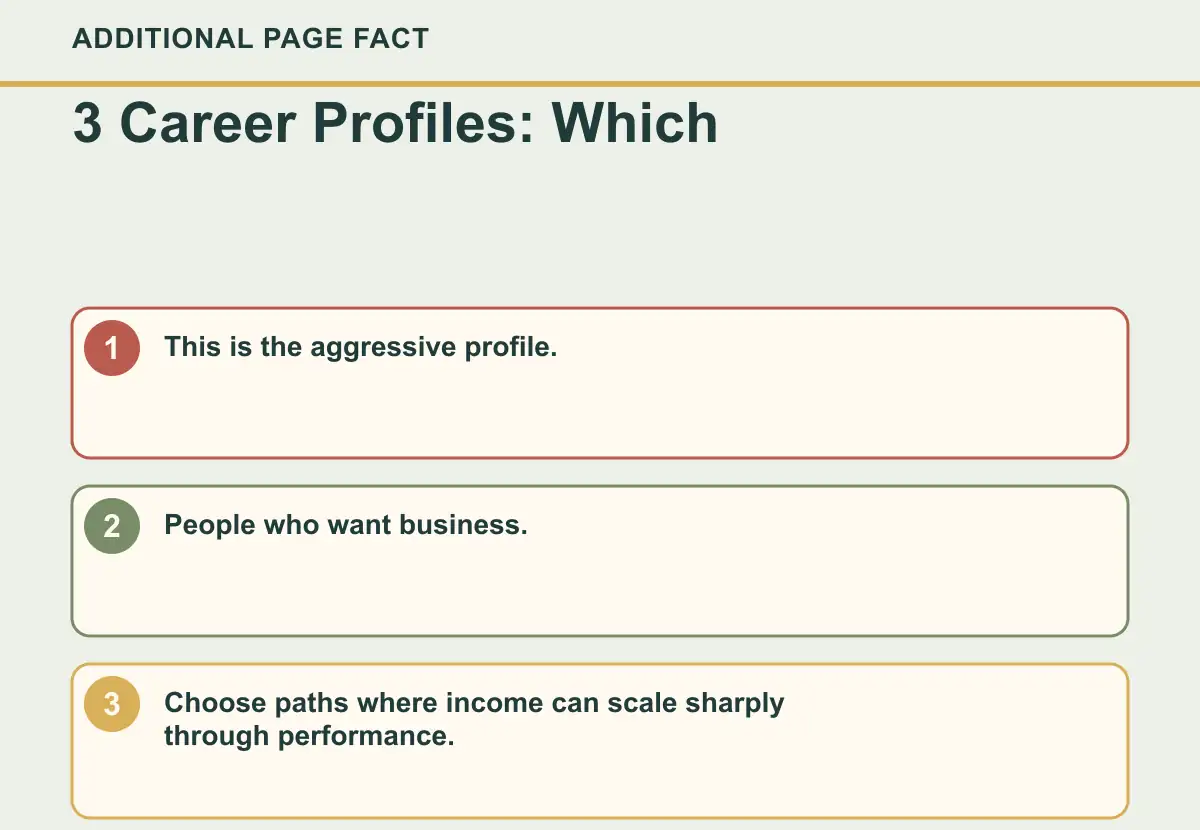 ADDITIONAL PAGE FACT
3 Career Profiles: Which
1
This is the aggressive profile.
2
People who want business.
3
Choose paths where income can scale sharply
through performance.